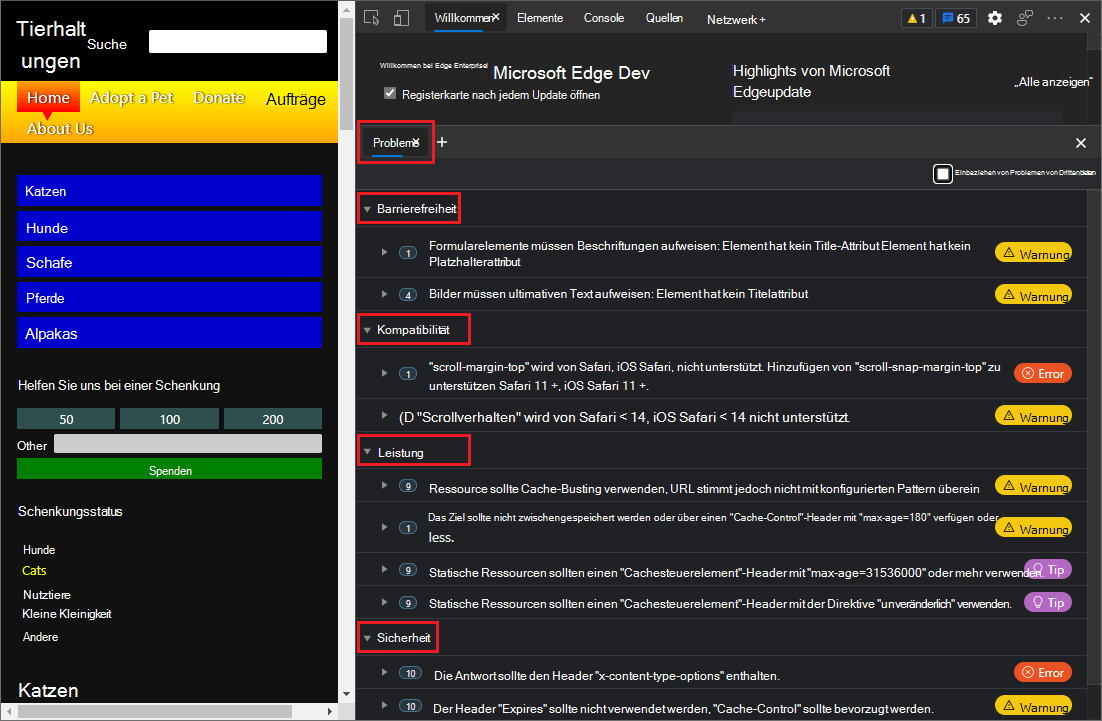 Tierhalt
ungen
Suche
Home
Adopt a Pet
Donate
Aufträge
About Us
Katzen
Hunde
Schafe
Pferde
Alpakas
Helfen Sie uns bei einer Schenkung
50
100
200
Other
Spenden
Schenkungsstatus
Hunde
Cats
Nutztiere
Kleine Kleinigkeit
Andere
Katzen
Willkommen
Elemente
Console
Quellen
Netzwerk +
1
65
Willkommen bei Edge Enterprise!
Microsoft Edge Dev
Registerkarte nach jedem Update öffnen
Highlights von Microsoft
Edgeupdate
„Alle anzeigen"
Probleme
Einbeziehen von Problemen von Drittanbietern
Barrierefreiheit
1
Formularelemente müssen Beschriftungen aufweisen: Element hat kein Title-Attribut Element hat kein
Platzhalterattribut
Warnung
4
Bilder müssen ultimativen Text aufweisen: Element hat kein Titelattribut
Warnung
Kompatibilität
1
"scroll-margin-top" wird von Safari, iOS Safari, nicht unterstützt. Hinzufügen von "scroll-snap-margin-top" zu
unterstützen Safari 11 +, iOS Safari 11 +.
Error
(D "Scrollverhalten" wird von Safari < 14, iOS Safari < 14 nicht unterstützt.
Warnung
Leistung
9
Ressource sollte Cache-Busting verwenden, URL stimmt jedoch nicht mit konfigurierten Pattern überein
Warnung
1
Das Ziel sollte nicht zwischengespeichert werden oder über einen "Cache-Control"-Header mit "max-age=180" verfügen oder
less.
Warnung
9
Statische Ressourcen sollten einen "Cachesteuerelement"-Header mit "max-age=31536000" oder mehr verwenden.
Tip
9
Statische Ressourcen sollten einen "Cachesteuerelement"-Header mit der Direktive "unveränderlich" verwenden.
Tip
Sicherheit
10
Die Antwort sollte den Header "x-content-type-options" enthalten.
Error
10
Der Header "Expires" sollte nicht verwendet werden, "Cache-Control" sollte bevorzugt werden.
Warnung